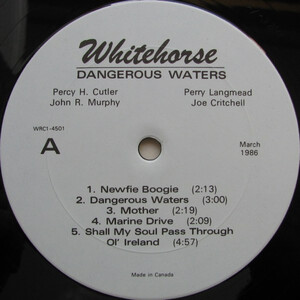 Whitehorse
DANGEROUS WATERS
Percy H. Cutler Perry Langmead
John R. Murphy Joe Critchell
WRC1-4501
A
March
1986
1. Newfie Boogie (2:13)
2. Dangerous Waters (3:00)
3. Mother (2:19)
4. Marine Drive (2:09)
5. Shall My Soul Pass Through
Ol' Ireland (4:57)
Made in Canada